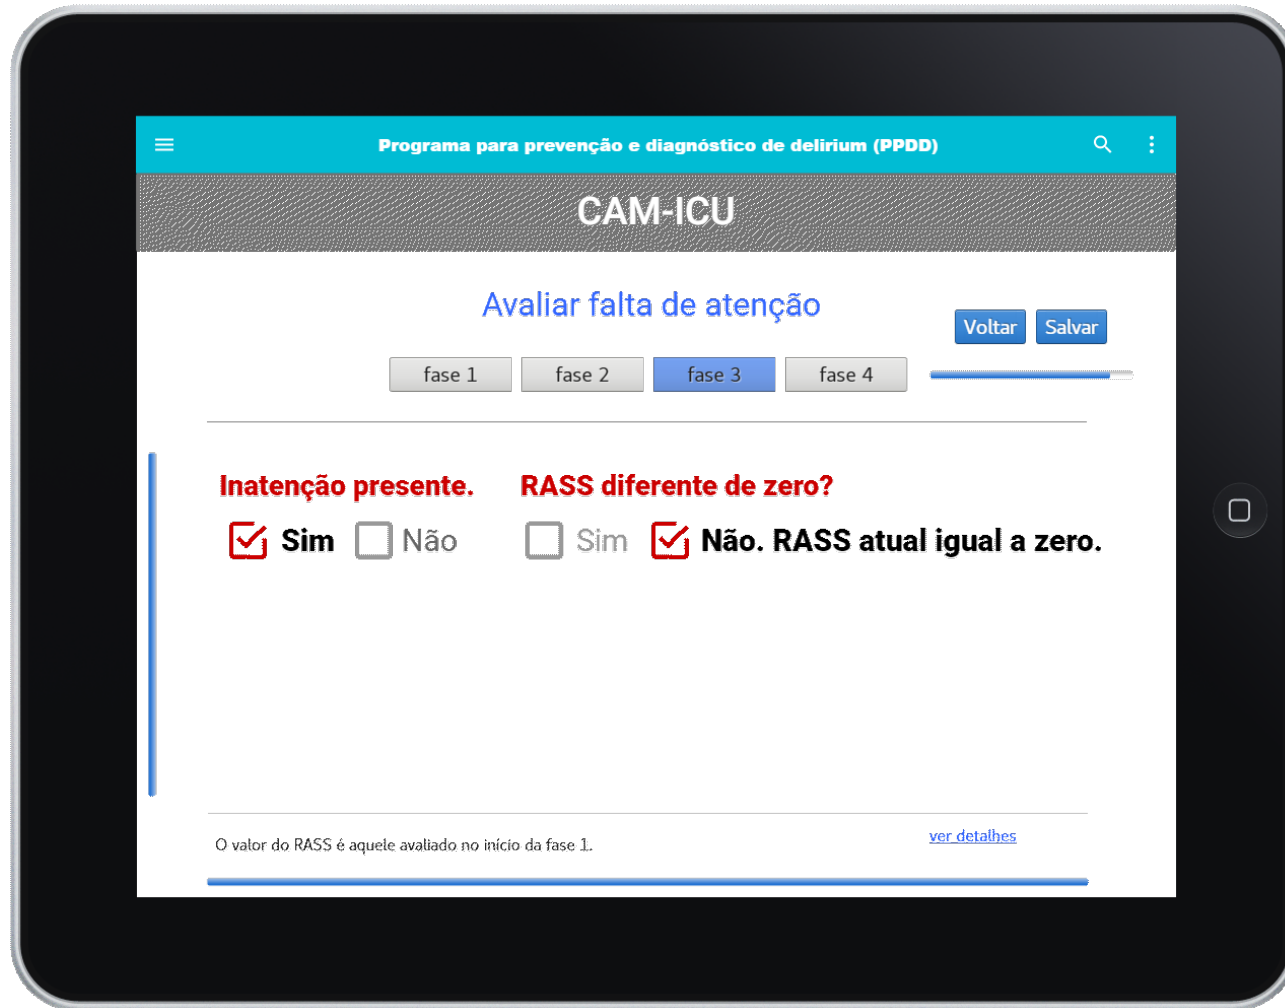 Programa para prevenção e diagnóstico de delirium (PPDD)
CAM-ICU
Avaliar falta de atenção
Voltar Salvar
fase 1 fase 2 fase 3 fase 4
Inatenção presente. RASS diferente de zero?
Sim Não Sim Não. RASS atual igual a zero.
O valor do RASS é aquele avaliado no início da fase 1. ver detalhes